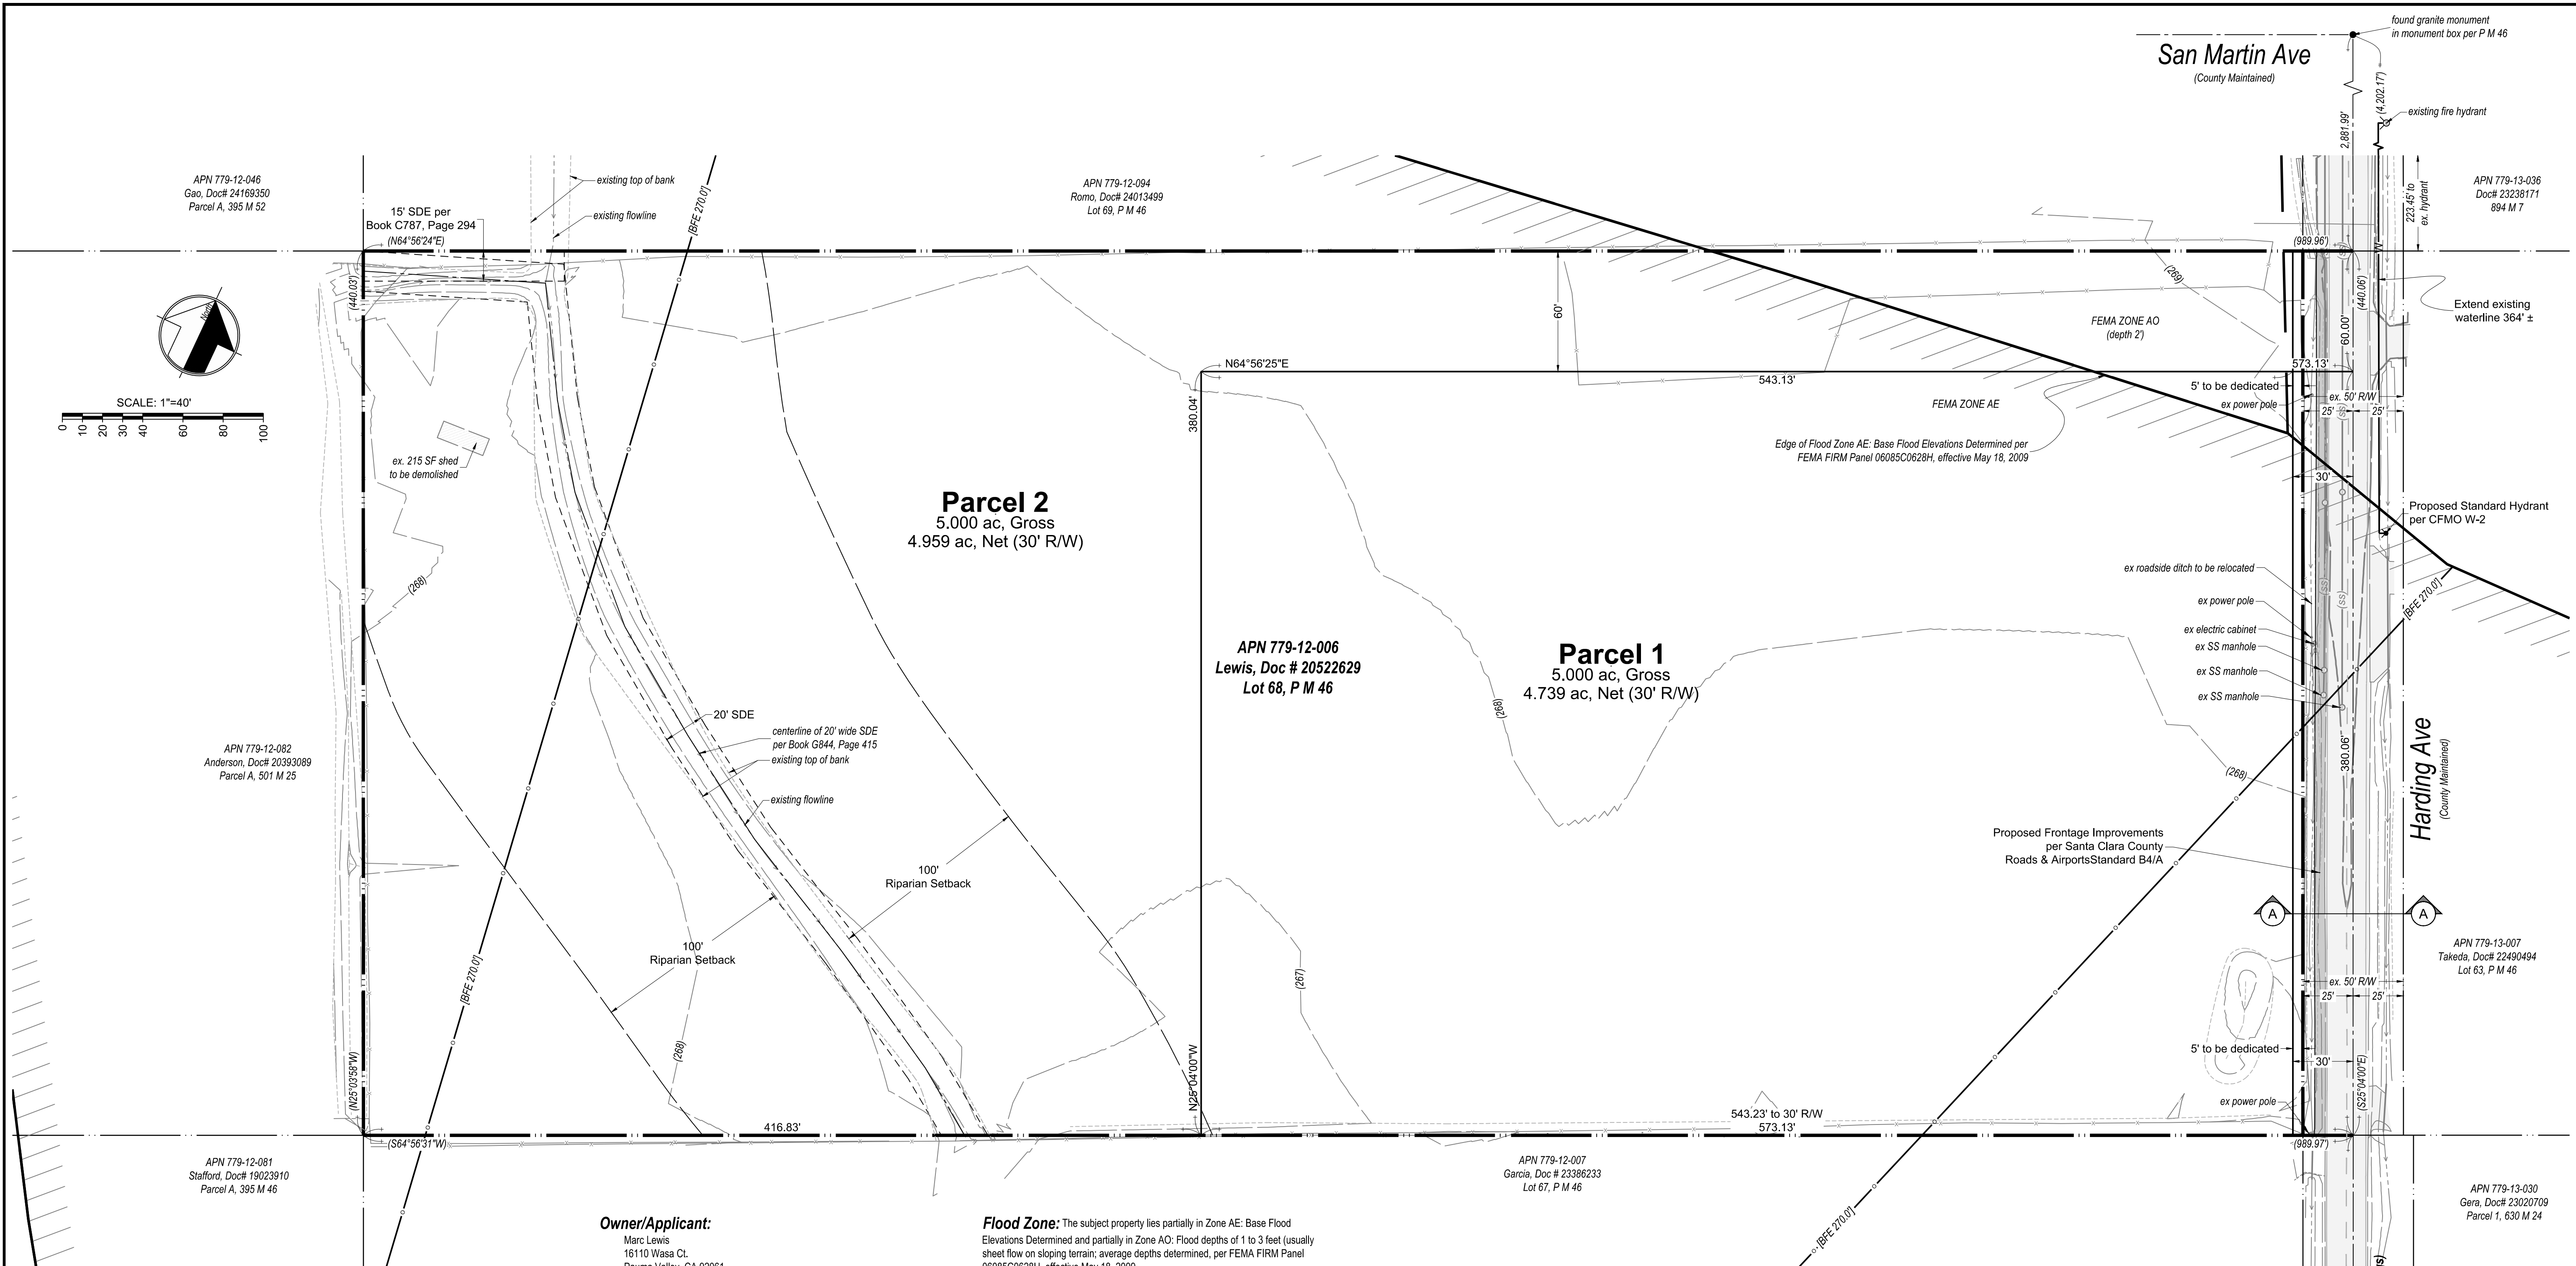 found granite monument
in monument box per P M 46
San Martin Ave
(County Maintained)
(4,202.17')
2,881.99'
existing fire hydrant
APN 779-12-046
Gao, Doc# 24169350
Parcel A, 395 M 52
15' SDE per
Book C787, Page 294
(N64°56'24"E)
existing top of bank
existing flowline
[BFE 270.0']
APN 779-12-094
Romo, Doc# 24013499
Lot 69, P M 46
223.45' to
ex. hydrant
APN 779-13-036
Doc# 23238171
894 M 7
(989.96')
(SS)
W
(440.03')
North
SCALE: 1"=40'
0
10
20
30
40
60
80
100
60'
(269)
(440.06')
60.00'
Extend existing
waterline 364' ±
FEMA ZONE AO
(depth 2')
N64°56'25"E
543.13'
573.13'
380.04'
5' to be dedicated
ex power pole
ex. 50' R/W
25'
25'
FEMA ZONE AE
Edge of Flood Zone AE: Base Flood Elevations Determined per
FEMA FIRM Panel 06085C0628H, effective May 18, 2009
ex. 215 SF shed
to be demolished
30'
Parcel 2
5.000 ac, Gross
4.959 ac, Net (30' R/W)
Proposed Standard Hydrant
per CFMO W-2
(268)
ex roadside ditch to be relocated
ex power pole
ex electric cabinet
ex SS manhole
ex SS manhole
ex SS manhole
(SS)
(SS)
[BFE 270.0']
APN 779-12-006
Lewis, Doc # 20522629
Lot 68, P M 46
Parcel 1
5.000 ac, Gross
4.739 ac, Net (30' R/W)
(268)
20' SDE
centerline of 20' wide SDE
per Book G844, Page 415
existing top of bank
existing flowline
APN 779-12-082
Anderson, Doc# 20393089
Parcel A, 501 M 25
380.06'
(268)
Harding Ave
(County Maintained)
Proposed Frontage Improvements
per Santa Clara County
Roads & AirportsStandard B4/A
100'
Riparian Setback
100'
Riparian Setback
A
A
APN 779-13-007
Takeda, Doc# 22490494
Lot 63, P M 46
[BFE 270.0']
(267)
ex. 50' R/W
25'
25'
(268)
(N25°03'58"W)
N25°04'00"W
5' to be dedicated
30'
(S25°04'00"E)
ex power pole
543.23' to 30' R/W
573.13'
416.83'
(S64°56'31"W)
(989.97')
APN 779-12-081
Stafford, Doc# 19023910
Parcel A, 395 M 46
APN 779-12-007
Garcia, Doc # 23386233
Lot 67, P M 46
APN 779-13-030
Gera, Doc# 23020709
Parcel 1, 630 M 24
[BFE 270.0']
Owner/Applicant:
Marc Lewis
16110 Wasa Ct.
Flood Zone: The subject property lies partially in Zone AE: Base Flood
Elevations Determined and partially in Zone AO: Flood depths of 1 to 3 feet (usually
sheet flow on sloping terrain; average depths determined, per FEMA FIRM Panel
06085C0628H, effective May 18, 2009